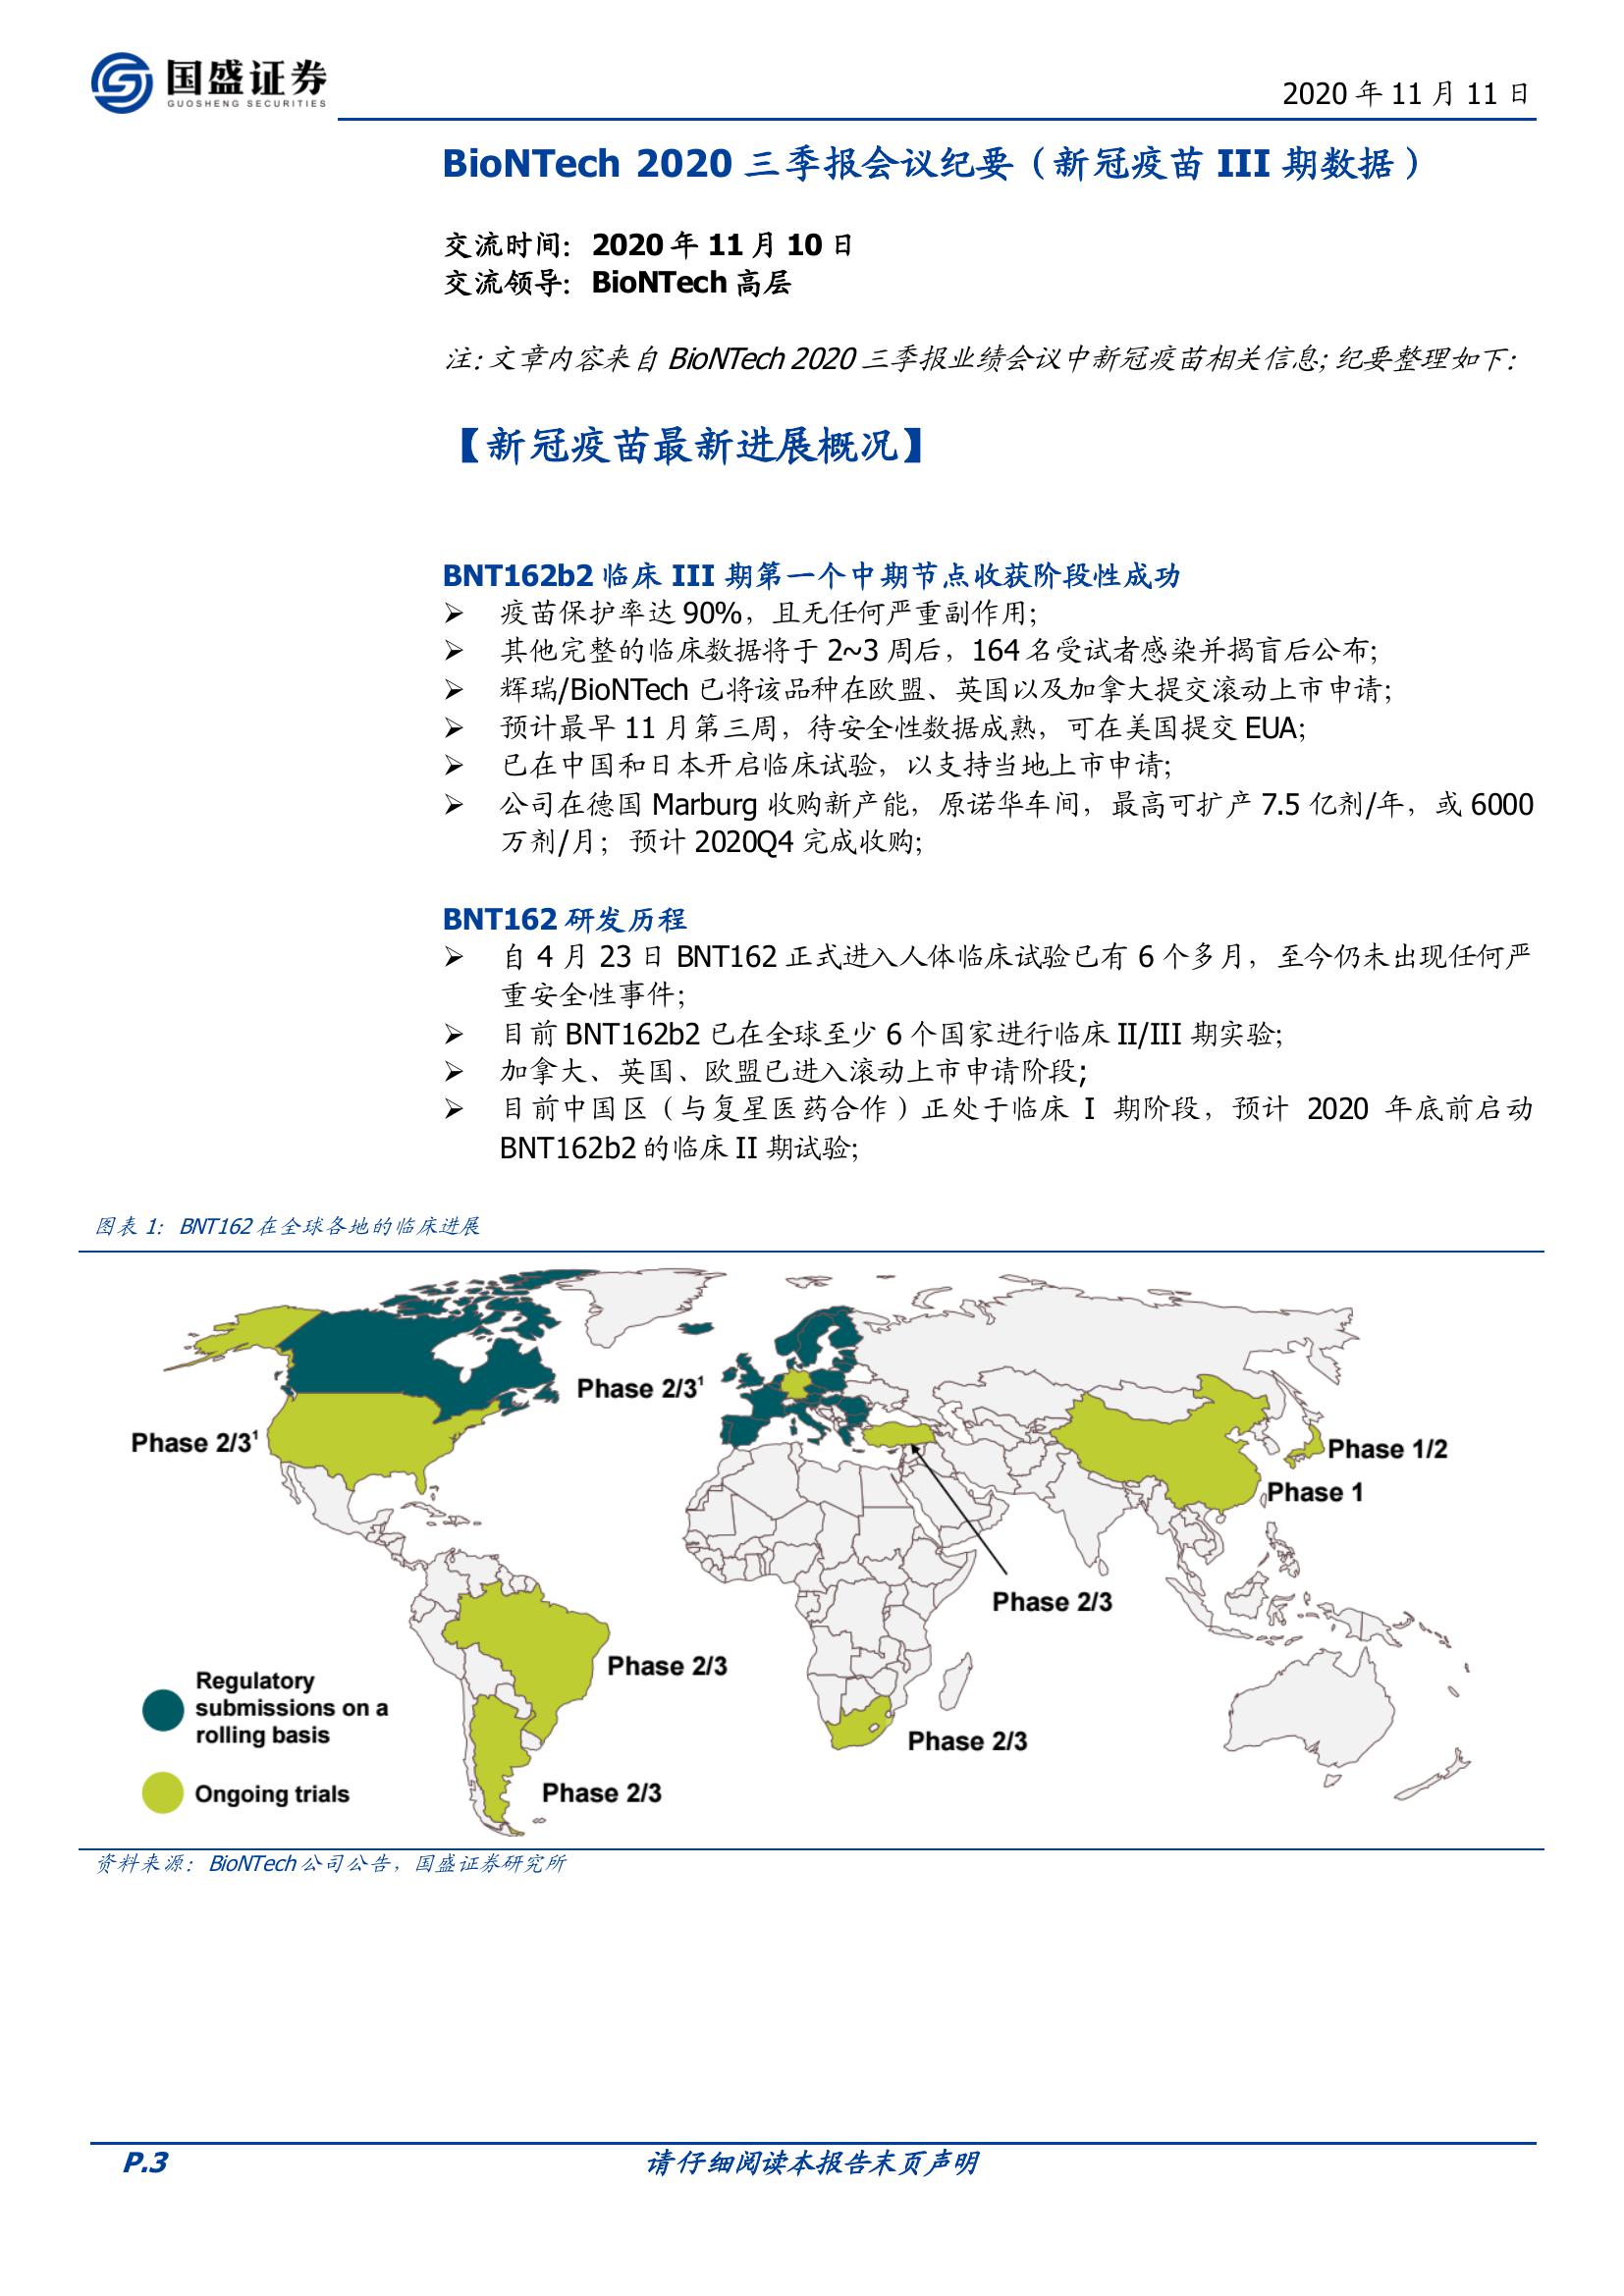 国盛证券
GUOSHENG SECURITIES
2020 年 11 月 11 日
BioNTech 2020 三季报会议纪要（新冠疫苗 III 期数据）
交流时间：2020 年 11 月 10 日
交流领导：BioNTech 高层
注：文章内容来自 BioNTech 2020 三季报业绩会议中新冠疫苗相关信息；纪要整理如下：
【新冠疫苗最新进展概况】
BNT162b2 临床 III 期第一个中期节点收获阶段性成功
➢ 疫苗保护率达 90%，且无任何严重副作用；
➢ 其他完整的临床数据将于 2~3 周后，164 名受试者感染并揭盲后公布；
➢ 辉瑞/BioNTech 已将该品种在欧盟、英国以及加拿大提交滚动上市申请；
➢ 预计最早 11 月第三周，待安全性数据成熟，可在美国提交 EUA；
➢ 已在中国和日本开启临床试验，以支持当地上市申请；
➢ 公司在德国 Marburg 收购新产能，原诺华车间，最高可扩产 7.5 亿剂/年，或 6000
万剂/月；预计 2020Q4 完成收购；
BNT162 研发历程
➢ 自 4 月 23 日 BNT162 正式进入人体临床试验已有 6 个多月，至今仍未出现任何严
重安全性事件；
➢ 目前 BNT162b2 已在全球至少 6 个国家进行临床 II/III 期实验；
➢ 加拿大、英国、欧盟已进入滚动上市申请阶段；
➢ 目前中国区（与复星医药合作）正处于临床 I 期阶段，预计 2020 年底前启动
BNT162b2 的临床 II 期试验；
图表 1：BNT162 在全球各地的临床进展
Phase 2/3¹
Phase 2/3¹
Phase 1/2
Phase 1
Phase 2/3
Phase 2/3
Phase 2/3
Phase 2/3
Regulatory
submissions on a
rolling basis
Ongoing trials
资料来源：BioNTech 公司公告，国盛证券研究所
P.3
请仔细阅读本报告末页声明